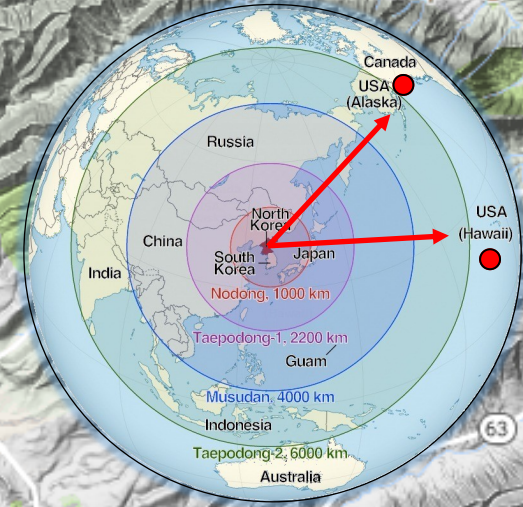 Canada
USA
(Alaska)
Russia
North
Korea
USA
(Hawaii)
China
South
Korea
Japan
India
Nodong, 1000 km
Taepodong-1, 2200 km
Guam
Musudan, 4000 km
Indonesia
63
Taepodong-2, 6000 km
Australia